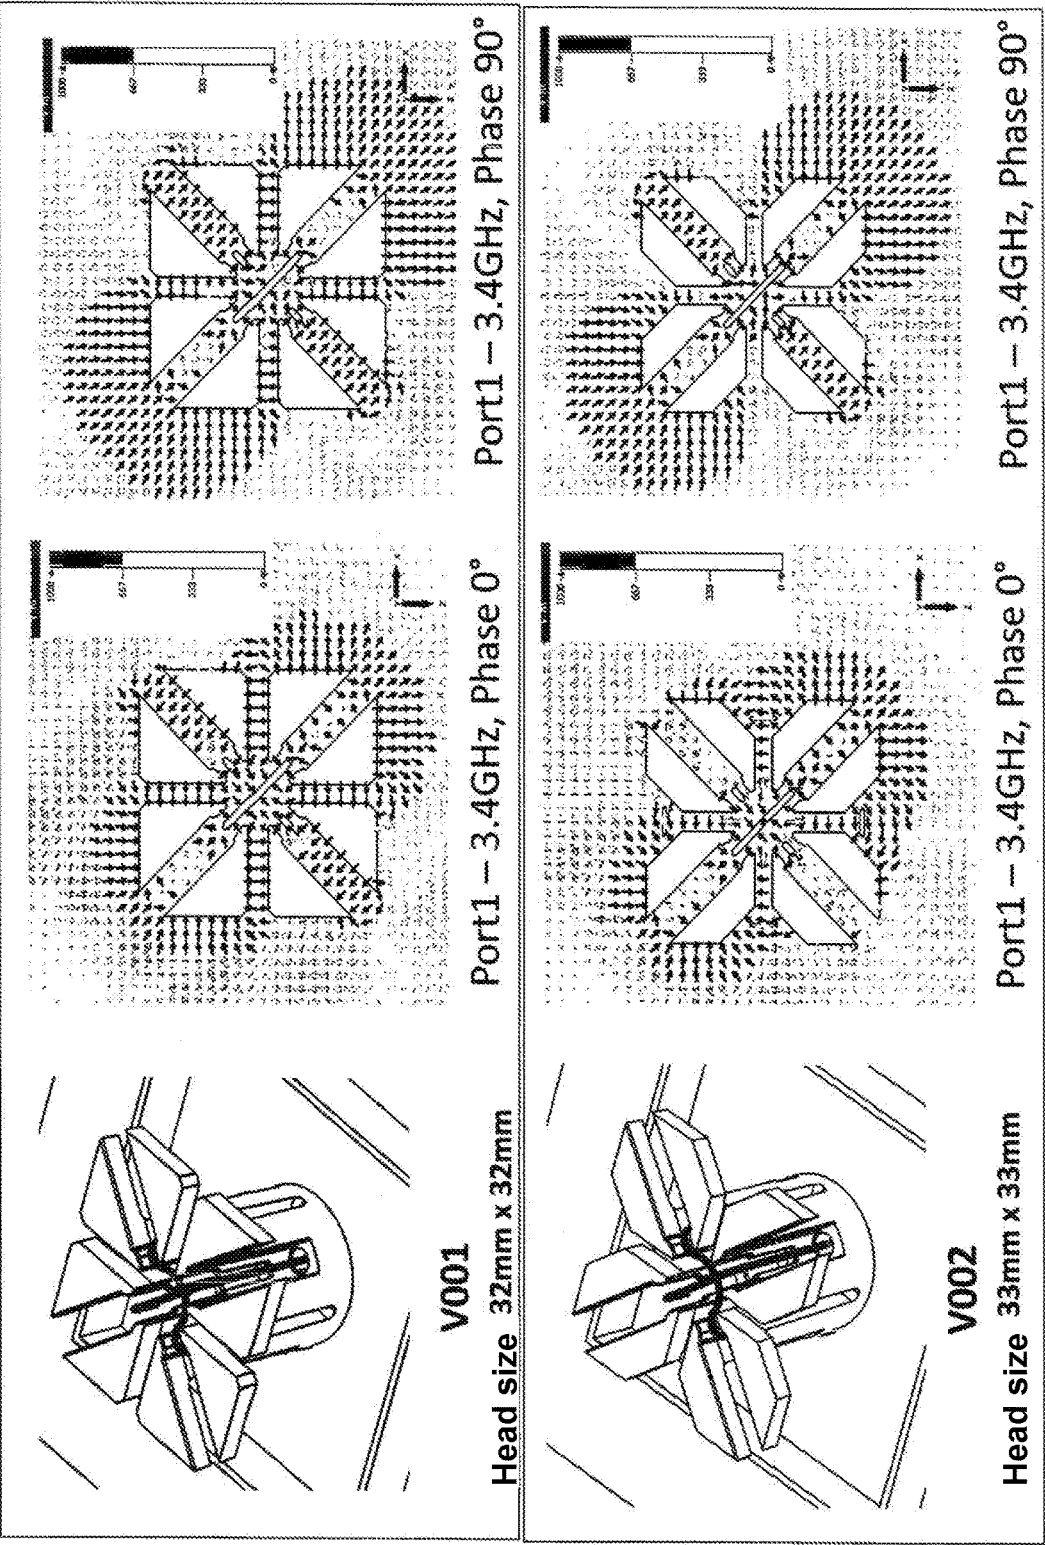 V001
Head size 32mm x 32mm
Port1 – 3.4GHz, Phase 0°
Port1 – 3.4GHz, Phase 90°
V002
Head size 33mm x 33mm
Port1 – 3.4GHz, Phase 0°
Port1 – 3.4GHz, Phase 90°